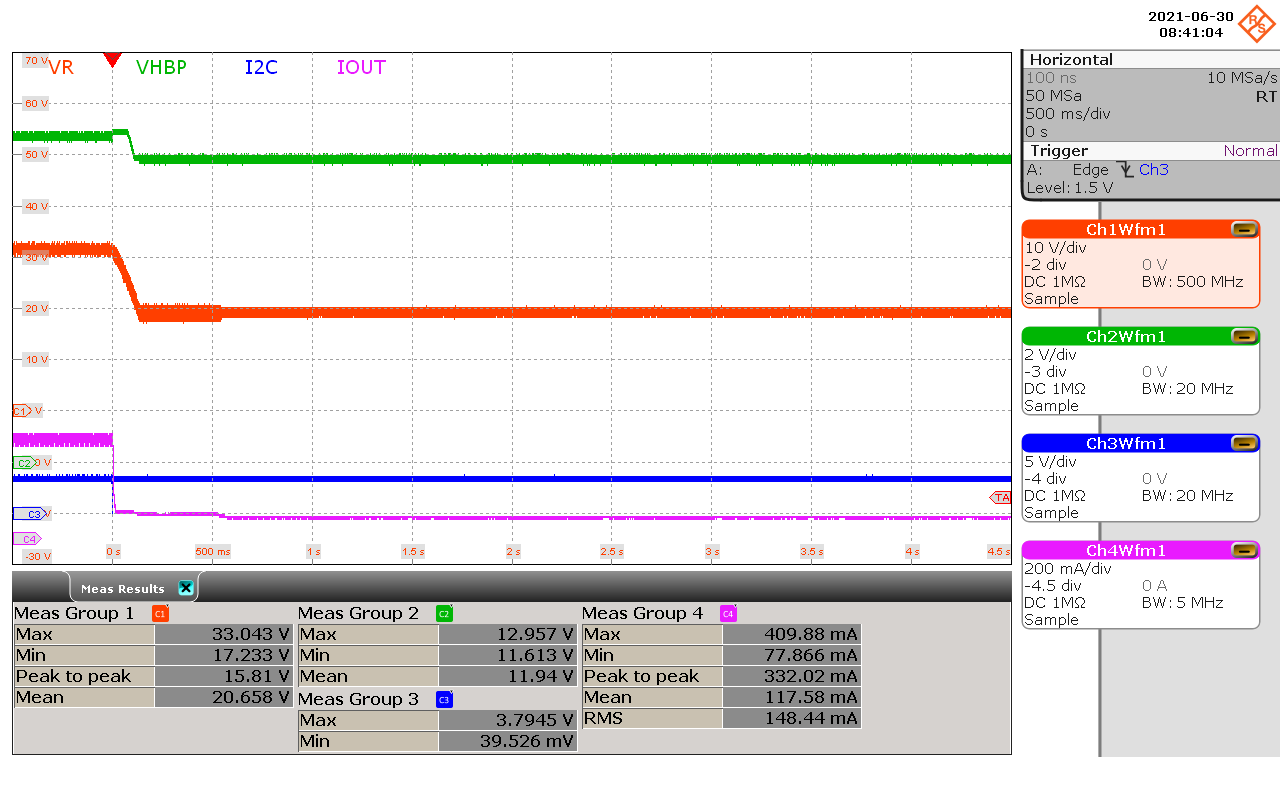 2021-06-30
08:41:04
R&S
70 V VR VHBP I2C IOUT
60 V
50 V
40 V
30 V
20 V
10 V
C1 V
C2 0 V
C3 V
TA
C4
-30 V 0 s 500 ms 1 s 1.5 s 2 s 2.5 s 3 s 3.5 s 4 s 4.5 s
Horizontal
100 ns 10 MSa/s
50 MSa RT
500 ms/div
0 s
Trigger Normal
A: Edge Ch3
Level: 1.5 V
Ch1Wfm1
10 V/div
-2 div 0 V
DC 1MΩ BW: 500 MHz
Sample
Ch2Wfm1
2 V/div
-3 div 0 V
DC 1MΩ BW: 20 MHz
Sample
Ch3Wfm1
5 V/div
-4 div 0 V
DC 1MΩ BW: 20 MHz
Sample
Ch4Wfm1
200 mA/div
-4.5 div 0 A
DC 1MΩ BW: 5 MHz
Sample
Meas Results
Meas Group 1 C1
Max 33.043 V
Min 17.233 V
Peak to peak 15.81 V
Mean 20.658 V
Meas Group 2 C2
Max 12.957 V
Min 11.613 V
Mean 11.94 V
Meas Group 3 C3
Max 3.7945 V
Min 39.526 mV
Meas Group 4 C4
Max 409.88 mA
Min 77.866 mA
Peak to peak 332.02 mA
Mean 117.58 mA
RMS 148.44 mA